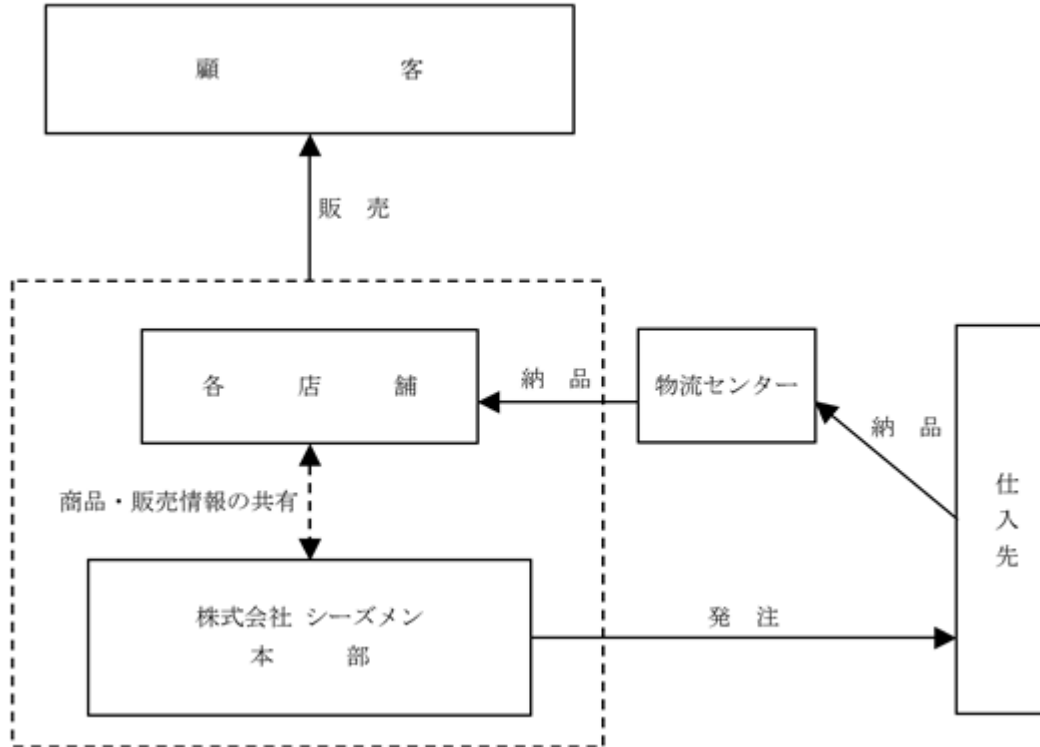 顧 客
販 売
各 店 舗
納 品
物流センター
納 品
商品・販売情報の共有
仕入先
株式会社 シーズメン
本 部
発 注